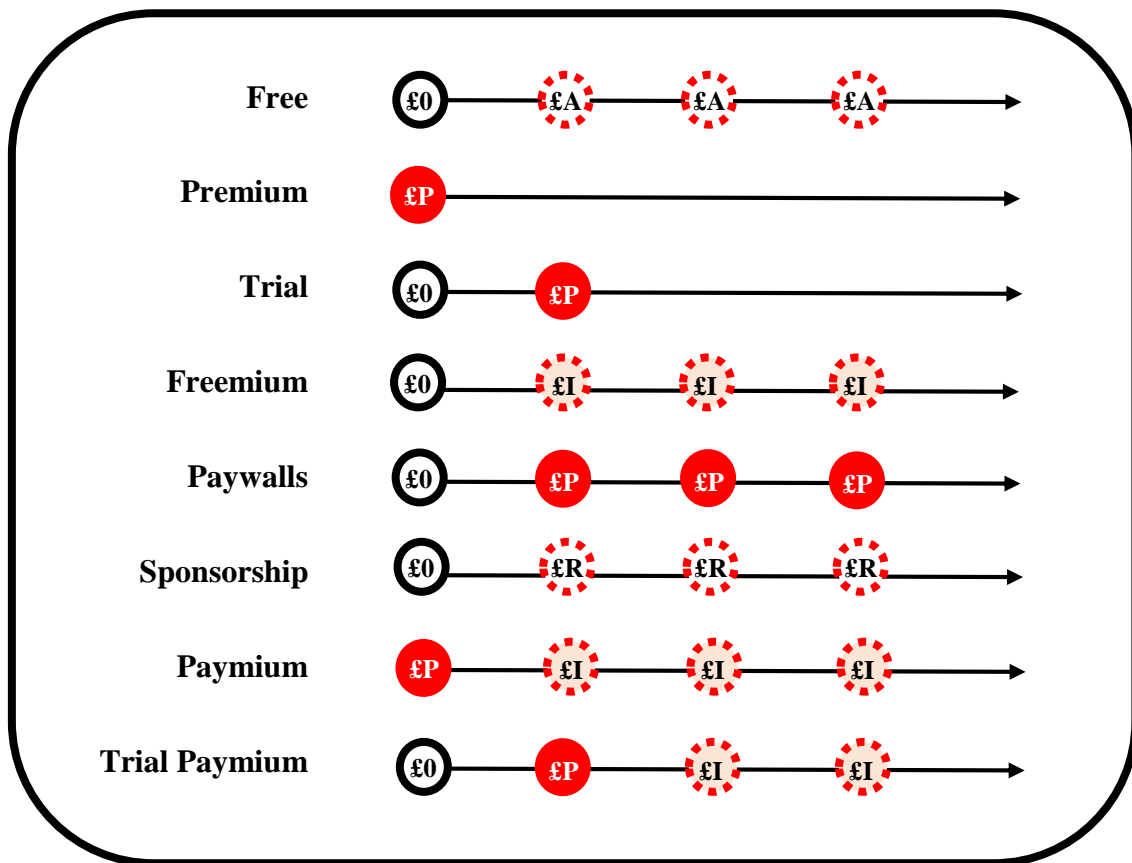 Free £0 £A £A £A
Premium £P
Trial £0 £P
Freemium £0 £I £I £I
Paywalls £0 £P £P £P
Sponsorship £0 £R £R £R
Paymium £P £I £I £I
Trial Paymium £0 £P £I £I